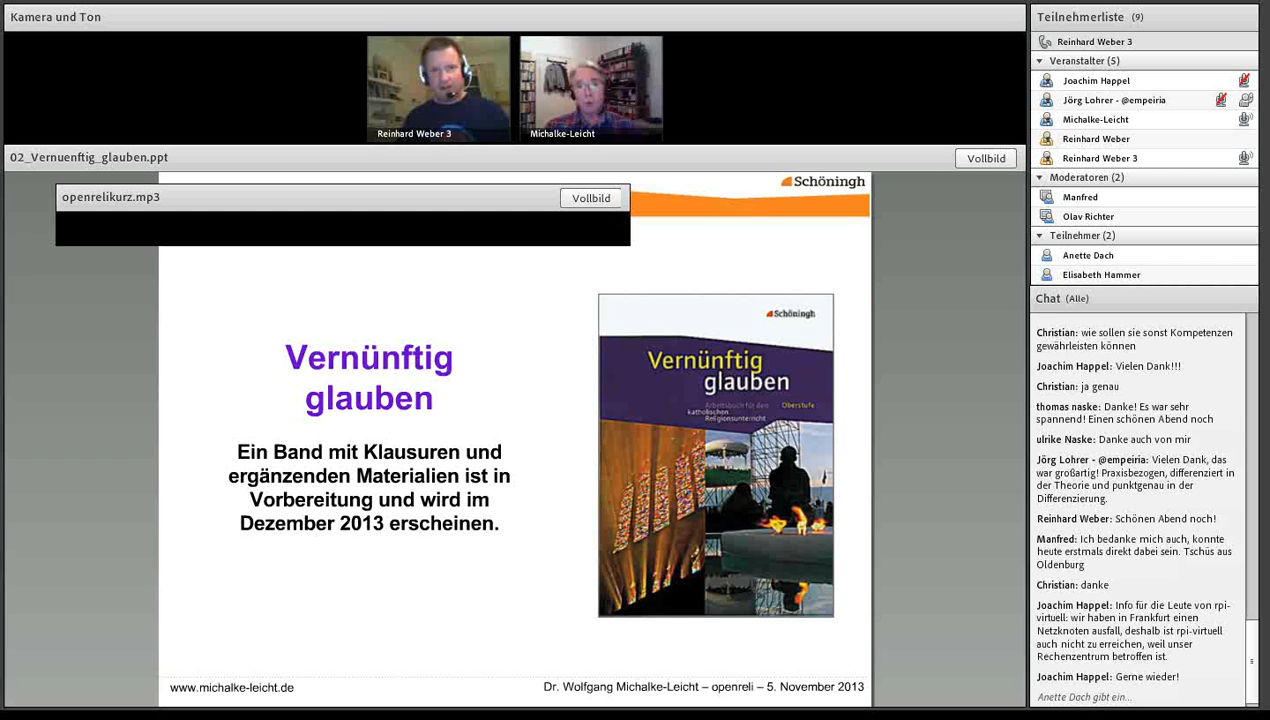 Kamera und Ton
Reinhard Weber 3
Michalke-Leicht
02_Vernuenftig_glauben.ppt
Vollbild
openrelikurz.mp3
Vollbild
Schöningh
Vernünftig
glauben
Ein Band mit Klausuren und
ergänzenden Materialien ist in
Vorbereitung und wird im
Dezember 2013 erscheinen.
Schöningh
Vernünftig
glauben
Arbeitsbuch für den
katholischen
Religionsunterricht
Oberstufe
www.michalke-leicht.de
Dr. Wolfgang Michalke-Leicht – openreli – 5. November 2013
Teilnehmerliste (9)
Reinhard Weber 3
Veranstalter (5)
Joachim Happel
Jörg Lohrer - @empeiria
Michalke-Leicht
Reinhard Weber
Reinhard Weber 3
Moderatoren (2)
Manfred
Olav Richter
Teilnehmer (2)
Anette Dach
Elisabeth Hammer
Chat (Alle)
Christian: wie sollen sie sonst Kompetenzen
gewährleisten können
Joachim Happel: Vielen Dank!!!
Christian: ja genau
thomas naske: Danke! Es war sehr
spannend! Einen schönen Abend noch
ulrike Naske: Danke auch von mir
Jörg Lohrer - @empeiria: Vielen Dank, das
war großartig! Praxisbezogen, differenziert in
der Theorie und punktgenau in der
Differenzierung.
Reinhard Weber: Schönen Abend noch!
Manfred: Ich bedanke mich auch, konnte
heute erstmals direkt dabei sein. Tschüs aus
Oldenburg
Christian: danke
Joachim Happel: Info für die Leute von rpi-
virtuell: wir haben in Frankfurt einen
Netzknoten ausfall, deshalb ist rpi-virtuell
auch nicht zu erreichen, weil unser
Rechenzentrum betroffen ist.
Joachim Happel: Gerne wieder!
Anette Dach gibt ein...